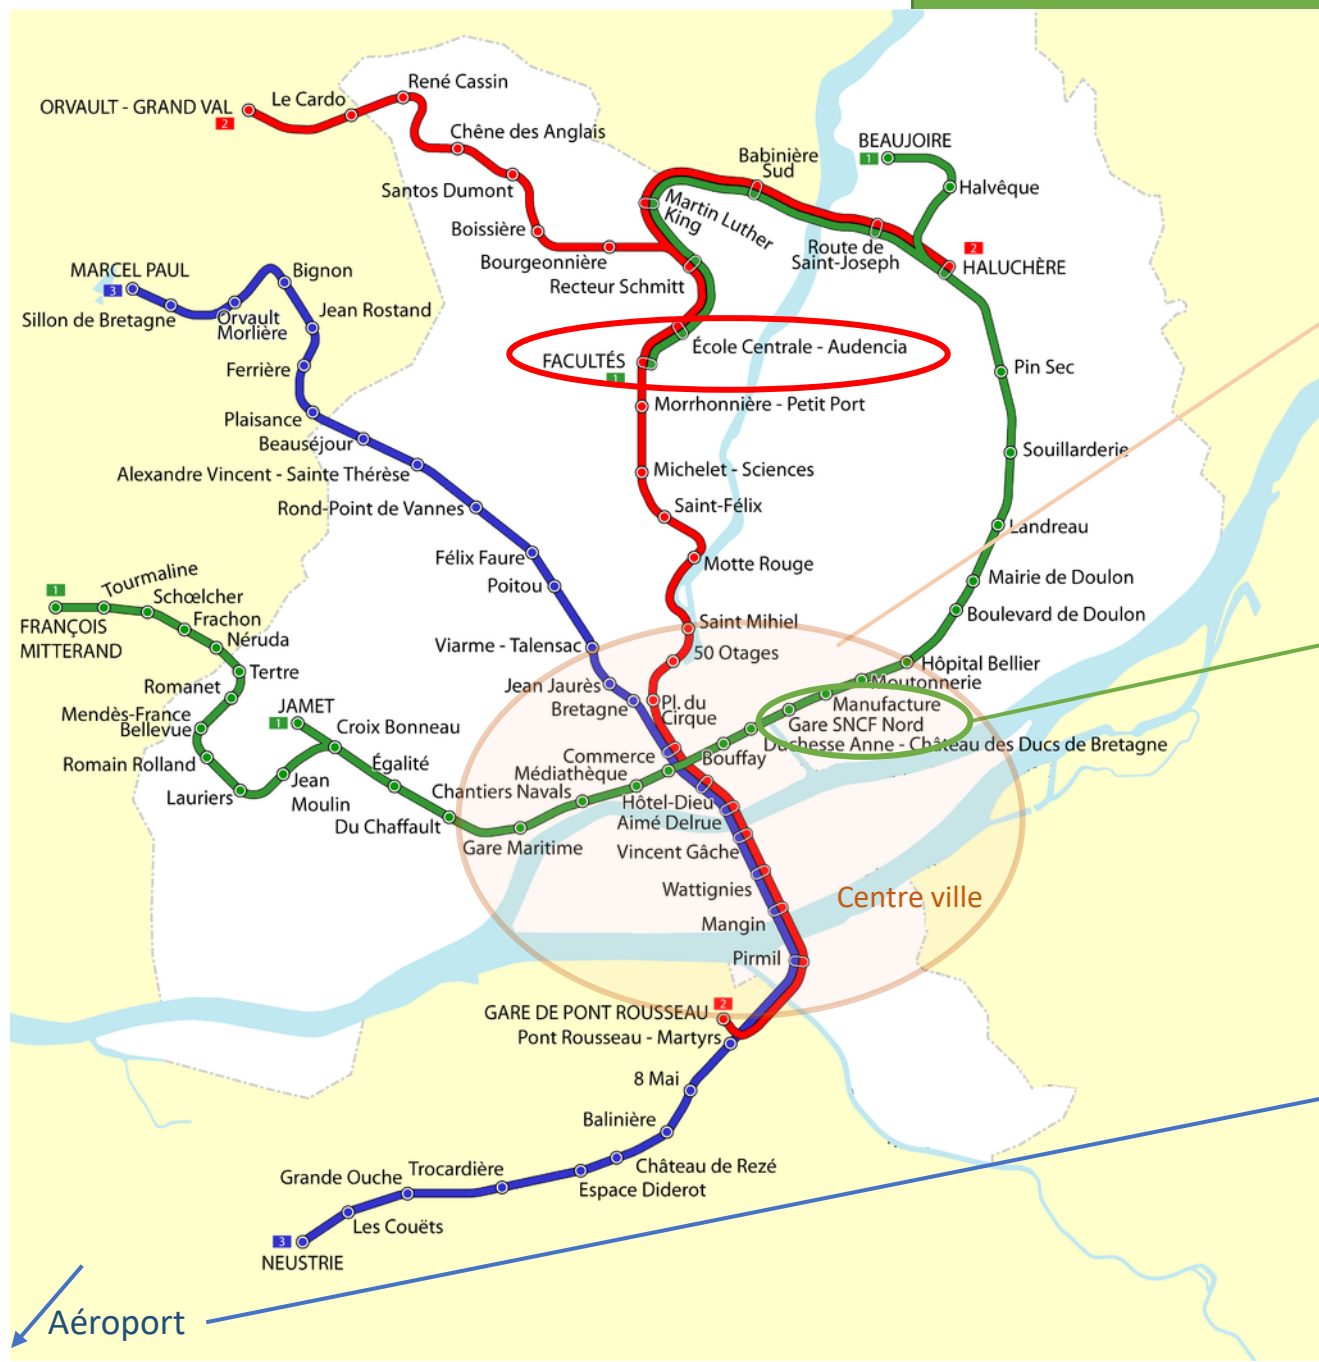 ORVAULT - GRAND VAL
2
Le Cardo
René Cassin
Chêne des Anglais
Santos Dumont
Boissière
Bourgeonnière
Babinière
Sud
BEAUJOIRE
1
Halvêque
Martin Luther
King
Route de
Saint-Joseph
2
HALUCHÈRE
Recteur Schmitt
MARCEL PAUL
3
Sillon de Bretagne
Orvault
Morlière
Bignon
Jean Rostand
Ferrière
Plaisance
Beauséjour
Alexandre Vincent - Sainte Thérèse
Rond-Point de Vannes
Félix Faure
Poitou
Viarme - Talensac
Jean Jaurès
Bretagne
École Centrale - Audencia
FACULTÉS
1
Morrhonnière - Petit Port
Michelet - Sciences
Saint-Félix
Motte Rouge
Saint Mihiel
50 Otages
Pl. du
Cirque
Pin Sec
Souillarderie
Landreau
Mairie de Doulon
Boulevard de Doulon
Hôpital Bellier
Moutonnerie
Manufacture
Gare SNCF Nord
Duchesse Anne - Château des Ducs de Bretagne
Bouffay
Commerce
Médiathèque
Chantiers Navals
Gare Maritime
1
FRANÇOIS
MITTERAND
Tourmaline
Schœlcher
Frachon
Néruda
Tertre
Romanet
Mendès-France
Bellevue
Romain Rolland
Lauriers
JAMET
1
Croix Bonneau
Jean
Moulin
Égalité
Du Chaffault
Hôtel-Dieu
Aimé Delrue
Vincent Gâche
Wattignies
Mangin
Pirmil
Centre ville
2
GARE DE PONT ROUSSEAU
Pont Rousseau - Martyrs
8 Mai
Balinière
Château de Rezé
Espace Diderot
Trocardière
Grande Ouche
Les Couëts
3
NEUSTRIE
Aéroport